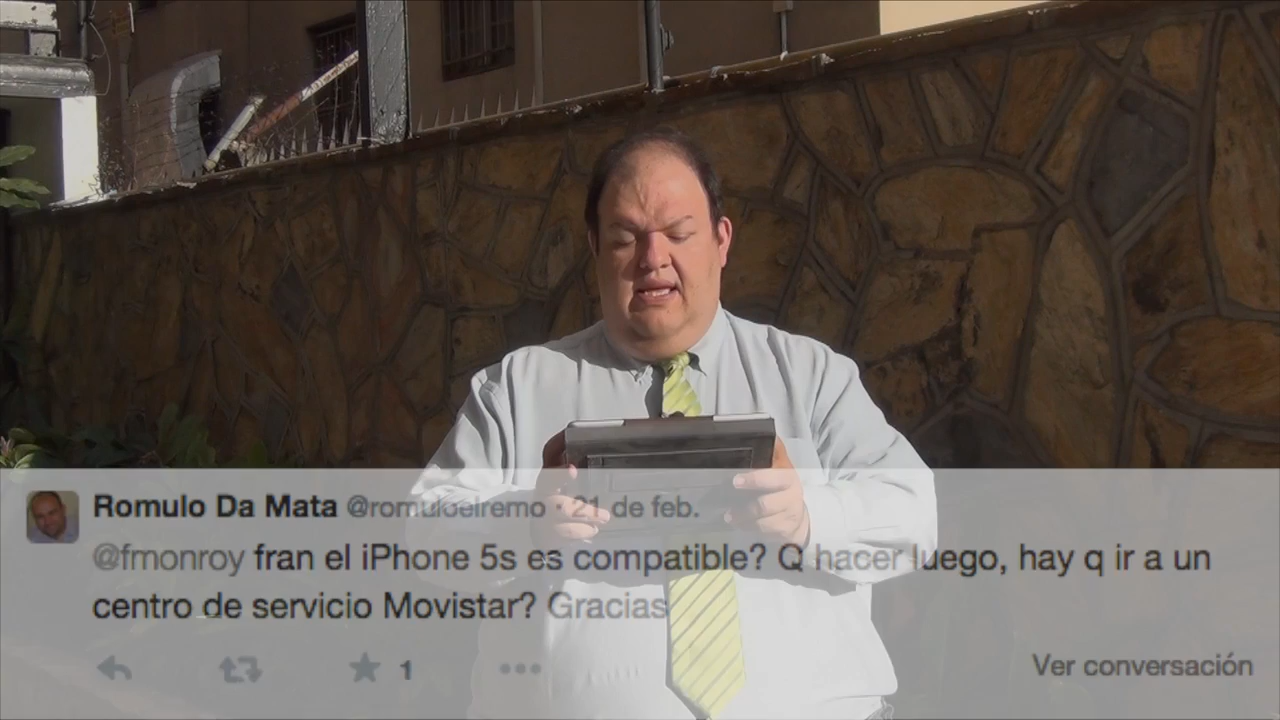 Romulo Da Mata @romuloelremo · 21 de feb.
@fmonroy fran el iPhone 5s es compatible? Q hacer luego, hay q ir a un
centro de servicio Movistar? Gracias
1
Ver conversación